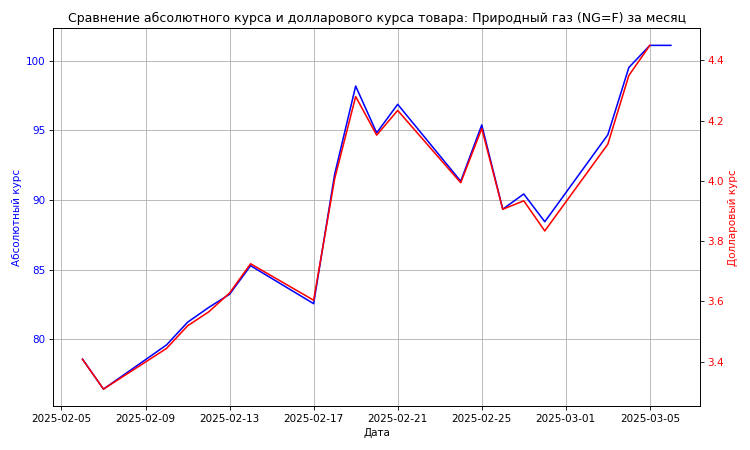 Сравнение абсолютного курса и долларового курса товара: Природный газ (NG=F) за месяц
Абсолютный курс
100
95
90
85
80
4.4
4.2
4.0
3.8
3.6
3.4
Долларовый курс
2025-02-05 2025-02-09 2025-02-13 2025-02-17 2025-02-21 2025-02-25 2025-03-01 2025-03-05
Дата